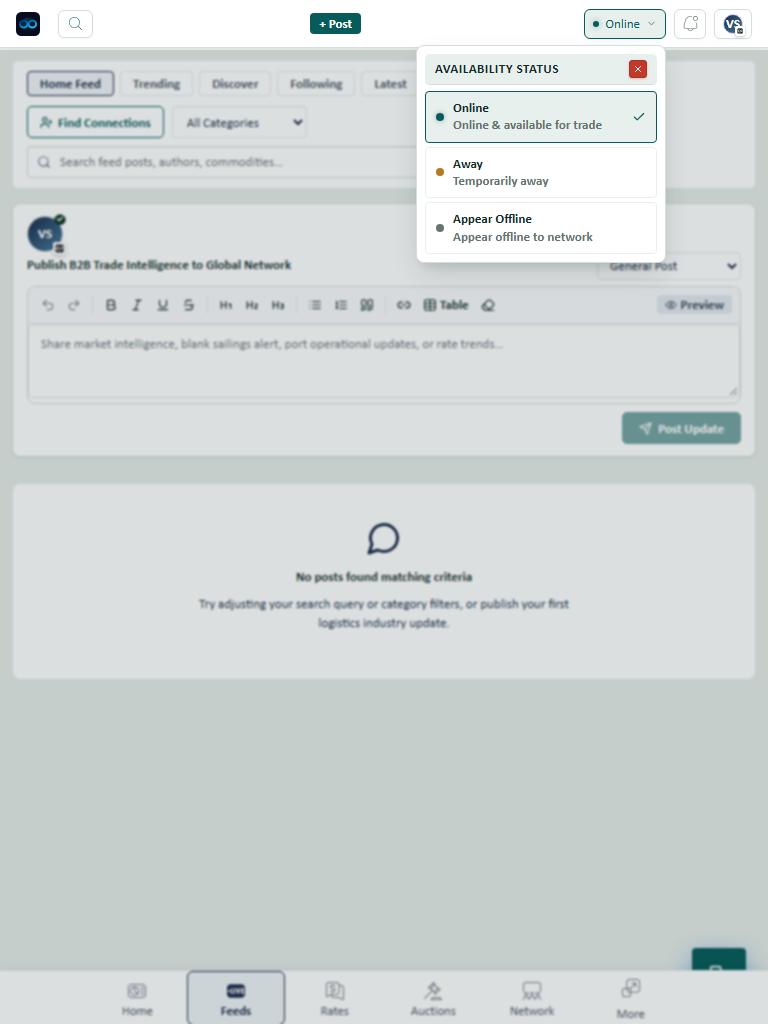 + Post
Online
VS
AVAILABILITY STATUS
Online
Online & available for trade
Away
Temporarily away
Appear Offline
Appear offline to network
Home Feed
Trending
Discover
Following
Latest
Find Connections
All Categories
Search feed posts, authors, commodities...
VS
Publish B2B Trade Intelligence to Global Network
General Post
B I U S H1 H2 H3 Table Preview
Share market intelligence, blank sailings alert, port operational updates, or rate trends...
Post Update
No posts found matching criteria
Try adjusting your search query or category filters, or publish your first
logistics industry update.
Home
Feeds
Rates
Auctions
Network
More